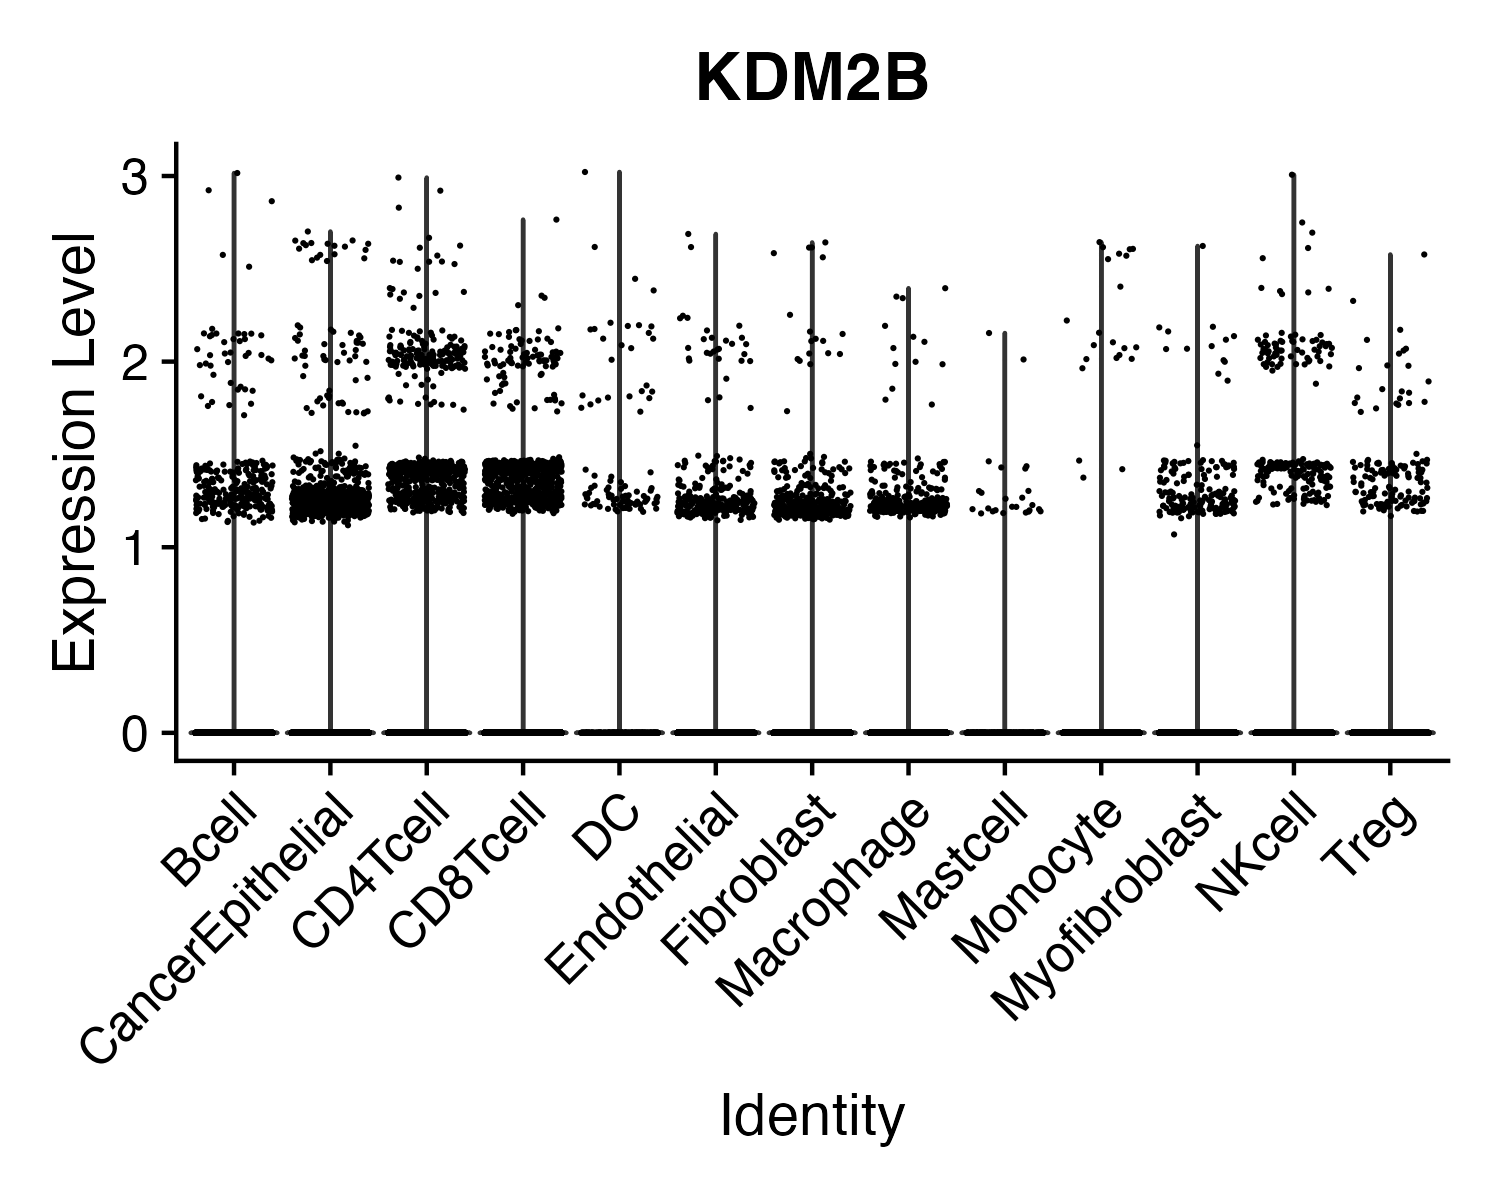 KDM2B
Expression Level
3
2
1
0
Bcell
CancerEpithelial
CD4Tcell
CD8Tcell
DC
Endothelial
Fibroblast
Macrophage
Mastcell
Monocyte
Myofibroblast
NKcell
Treg
Identity